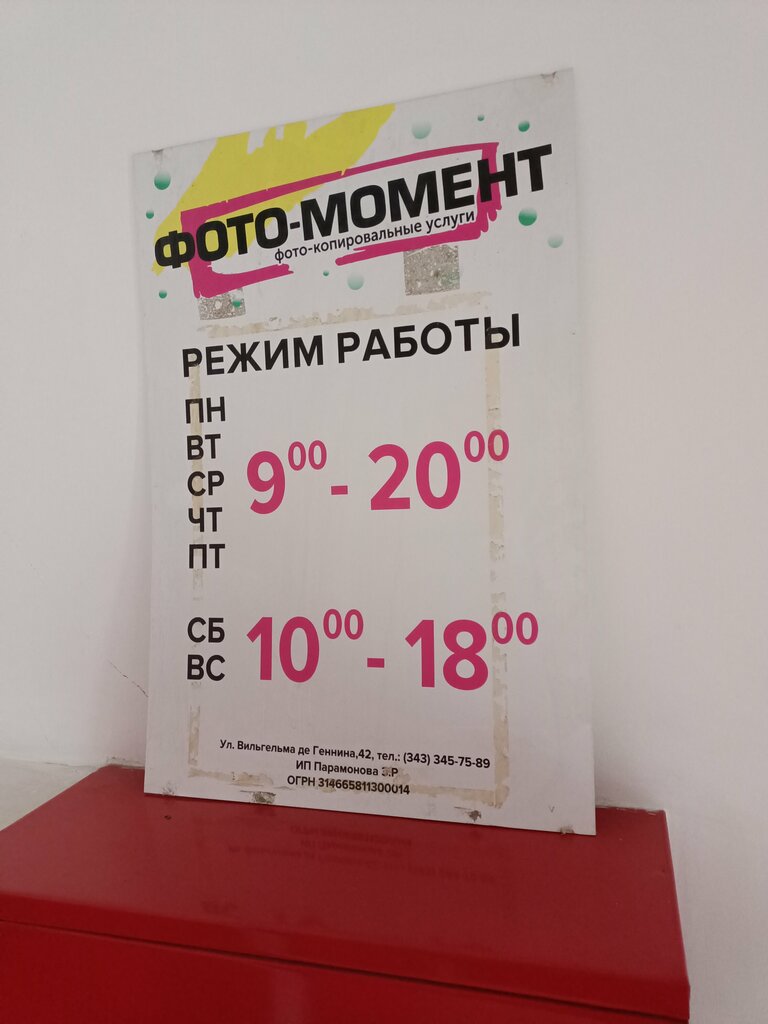 ФОТО-МОМЕНТ
фото-копировальные услуги
РЕЖИМ РАБОТЫ
ПН
ВТ
СР
ЧТ
ПТ
9⁰⁰ - 20⁰⁰
СБ
ВС
10⁰⁰ - 18⁰⁰
Ул. Вильгельма де Геннина,42, тел.: (343) 345-75-89
ИП Парамонова Э.Р
ОГРН 314665811300014